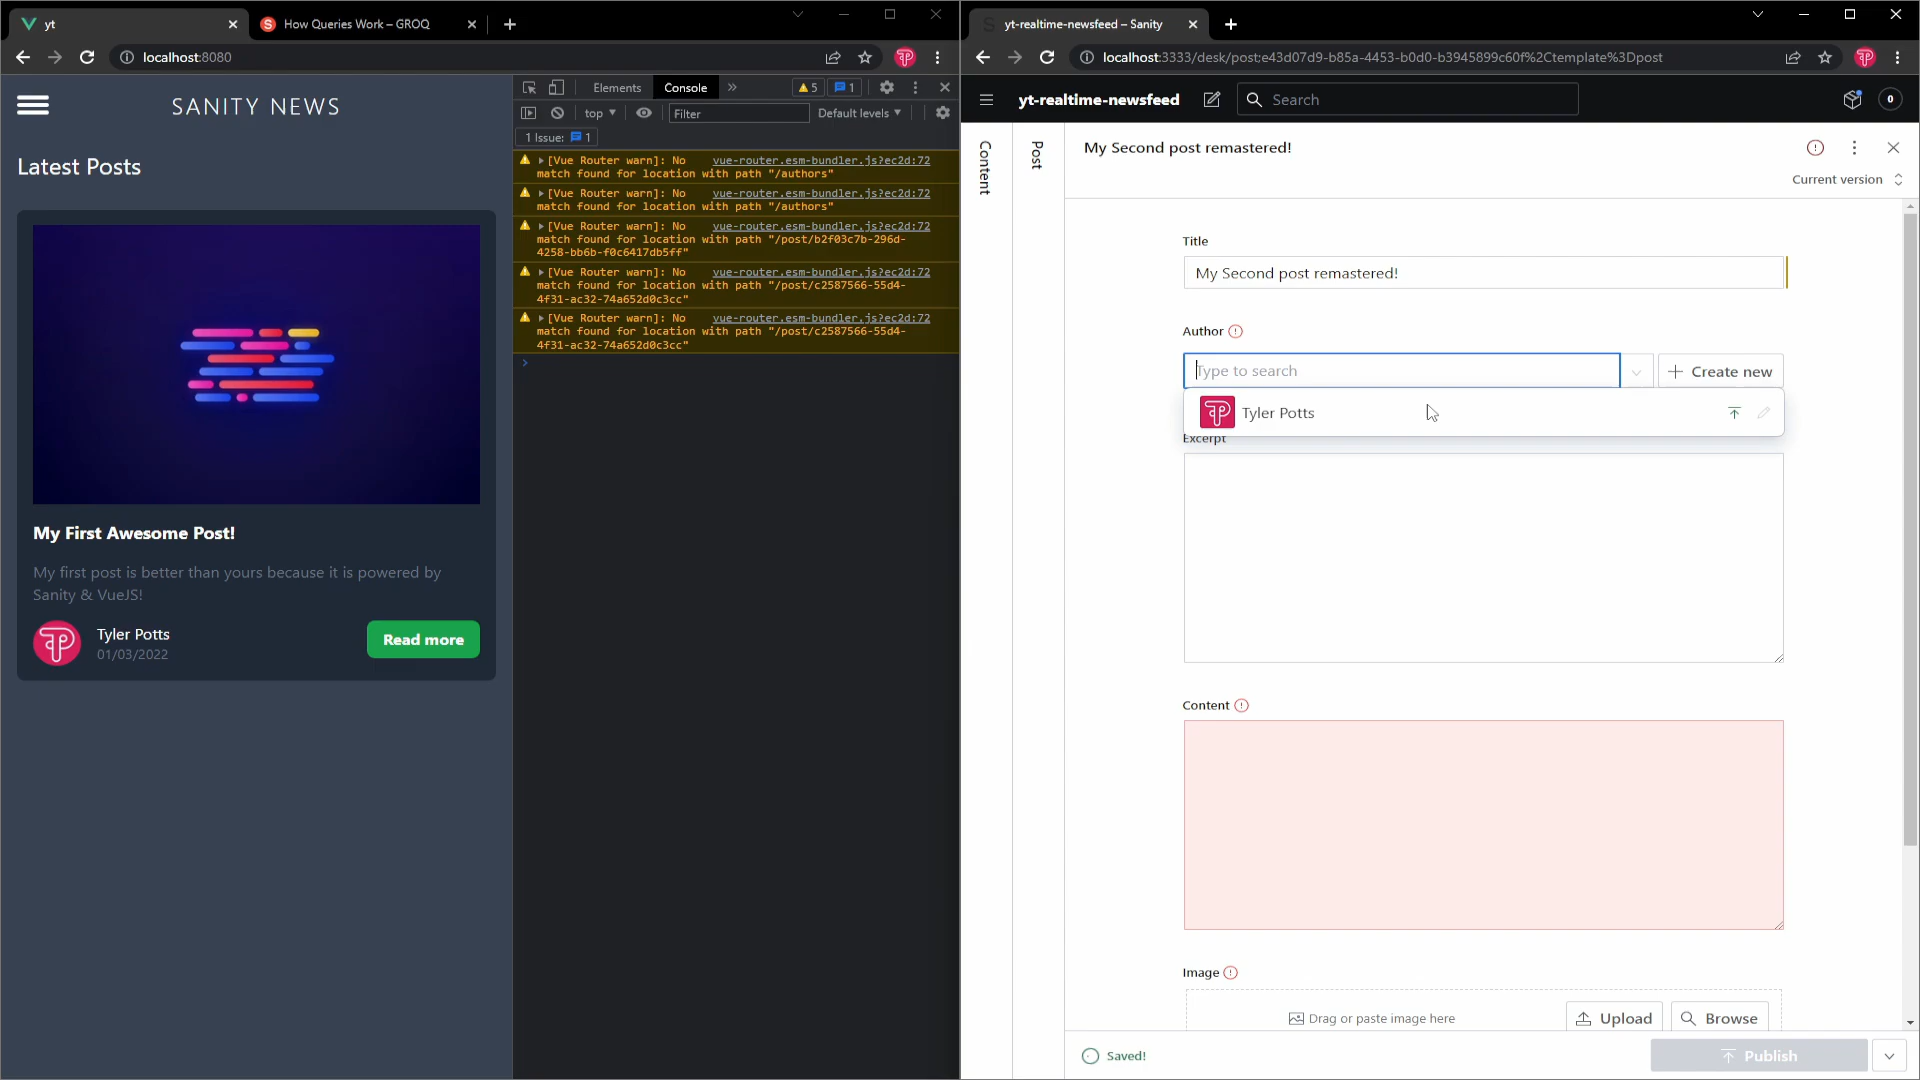 yt
How Queries Work – GROQ
localhost:8080
SANITY NEWS
Latest Posts
My First Awesome Post!
My first post is better than yours because it is powered by
Sanity & VueJS!
Tyler Potts
01/03/2022
Read more
Elements
Console
5
1
top
Filter
Default levels
1 Issue:
1
[Vue Router warn]: No vue-router.esm-bundler.js?ec2d:72
match found for location with path "/authors"
[Vue Router warn]: No vue-router.esm-bundler.js?ec2d:72
match found for location with path "/authors"
[Vue Router warn]: No vue-router.esm-bundler.js?ec2d:72
match found for location with path "/post/b2f03c7b-296d-
4258-bb6b-f0c6417db5ff"
[Vue Router warn]: No vue-router.esm-bundler.js?ec2d:72
match found for location with path "/post/c2587566-55d4-
4f31-ac32-74a652d0c3cc"
[Vue Router warn]: No vue-router.esm-bundler.js?ec2d:72
match found for location with path "/post/c2587566-55d4-
4f31-ac32-74a652d0c3cc"
yt-realtime-newsfeed – Sanity
localhost:3333/desk/post;e43d07d9-b85a-4453-b0d0-b3945899c60f%2Ctemplate%3Dpost
yt-realtime-newsfeed
Search
0
Content
Post
My Second post remastered!
Current version
Title
My Second post remastered!
Author
Type to search
Create new
Tyler Potts
Excerpt
Content
Image
Drag or paste image here
Upload
Browse
Saved!
Publish